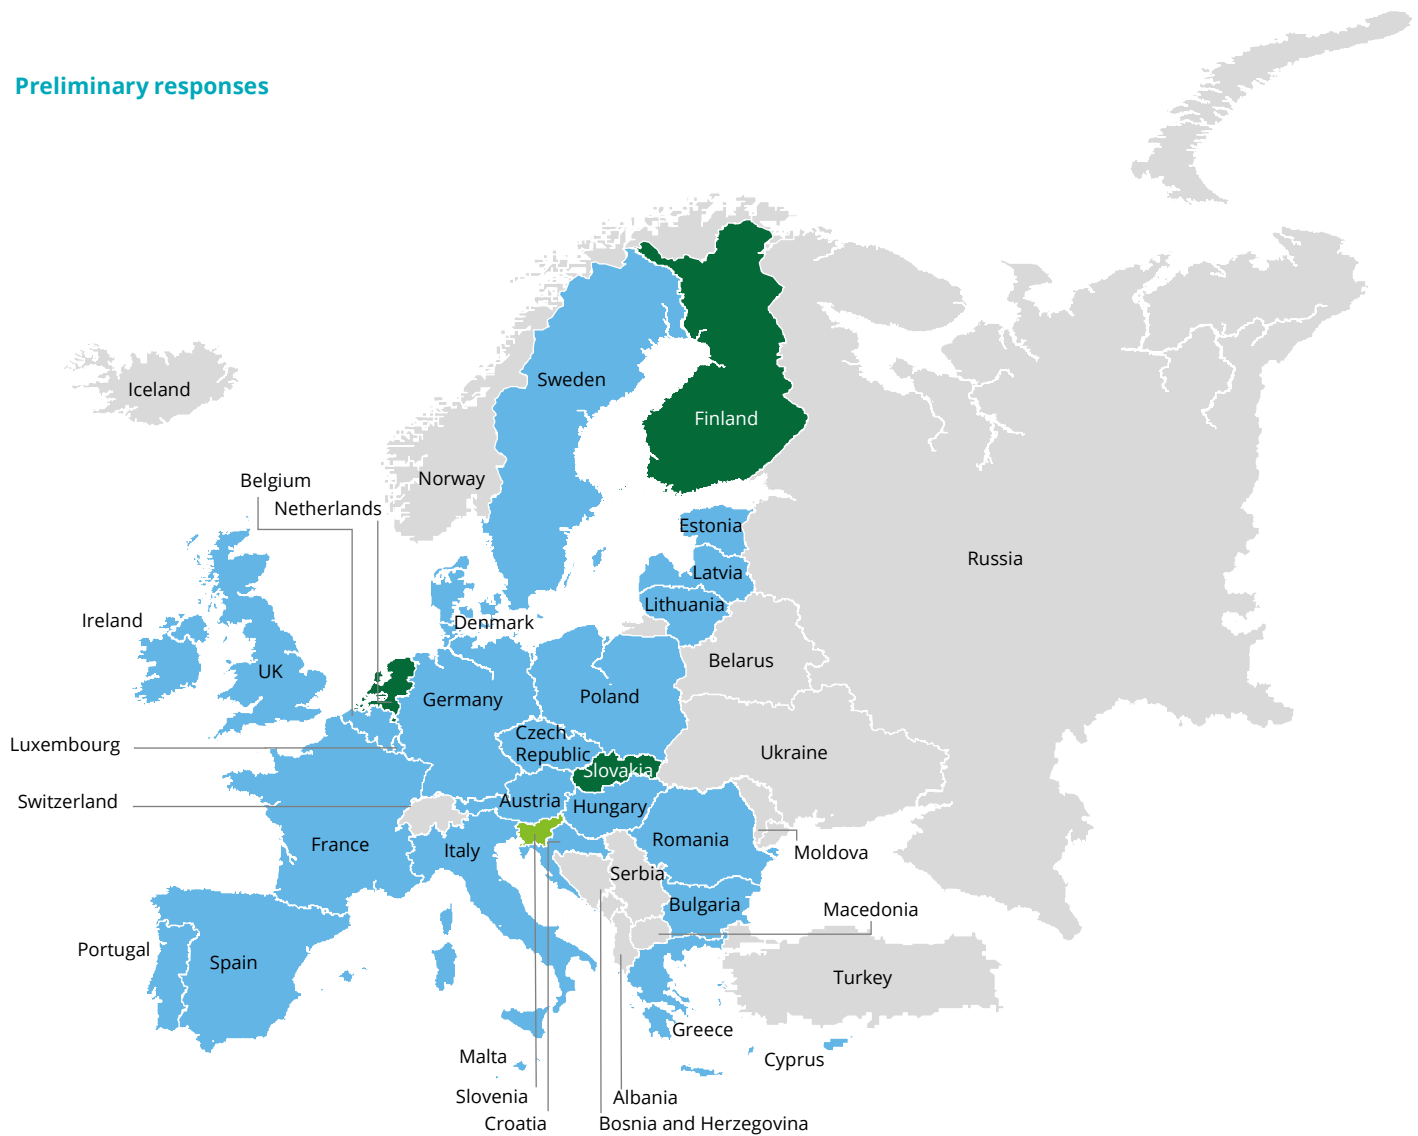 Preliminary responses
Sweden
Iceland
Finland
Norway
Belgium
Netherlands
Estonia
Russia
Latvia
Lithuania
Ireland
Denmark
Belarus
UK
Germany
Poland
Czech
Republic
Luxembourg
Ukraine
Slovakia
Switzerland
Austria
Hungary
France
Italy
Romania
Moldova
Serbia
Bulgaria
Macedonia
Portugal
Spain
Turkey
Greece
Malta
Cyprus
Slovenia
Albania
Croatia
Bosnia and Herzegovina